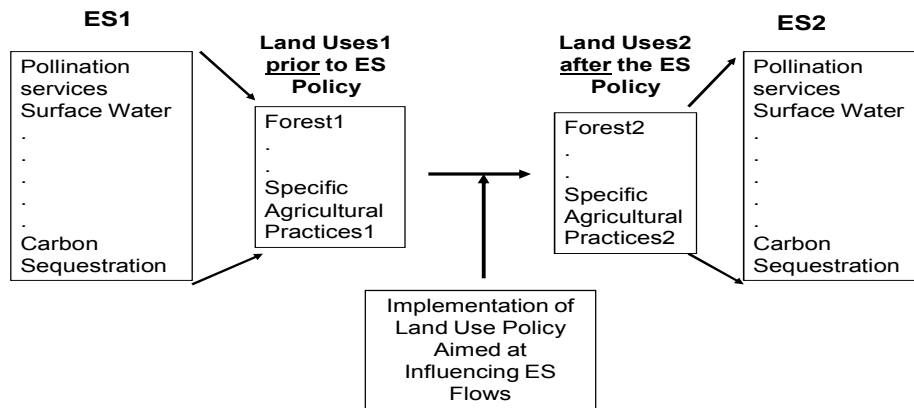 ES1
Pollination
services
Surface Water
.
.
.
.
.
Carbon
Sequestration
Land Uses1
prior to ES
Policy
Forest1
.
.
Specific
Agricultural
Practices1
Implementation of
Land Use Policy
Aimed at
Influencing ES
Flows
Land Uses2
after the ES
Policy
Forest2
.
.
Specific
Agricultural
Practices2
ES2
Pollination
services
Surface Water
.
.
.
.
.
Carbon
Sequestration